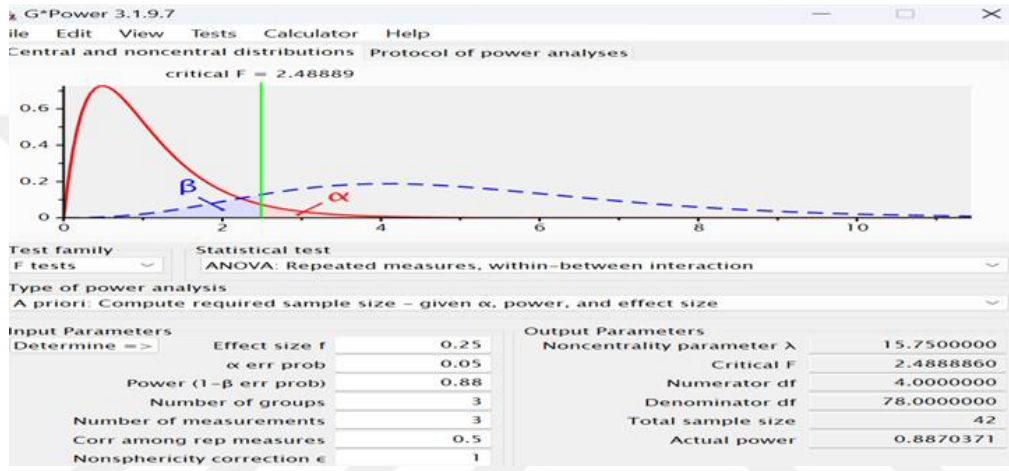 G*Power 3.1.9.7
ile Edit View Tests Calculator Help
Central and noncentral distributions Protocol of power analyses
critical F = 2.48889
0.6
0.4
0.2
0
β
α
0 2 4 6 8 10
Test family Statistical test
F tests ANOVA: Repeated measures, within-between interaction
Type of power analysis
A priori: Compute required sample size – given α, power, and effect size
Input Parameters Output Parameters
Determine => Effect size f 0.25 Noncentrality parameter λ 15.7500000
α err prob 0.05 Critical F 2.4888860
Power (1-β err prob) 0.88 Numerator df 4.0000000
Number of groups 3 Denominator df 78.0000000
Number of measurements 3 Total sample size 42
Corr among rep measures 0.5 Actual power 0.8870371
Nonsphericity correction ϵ 1